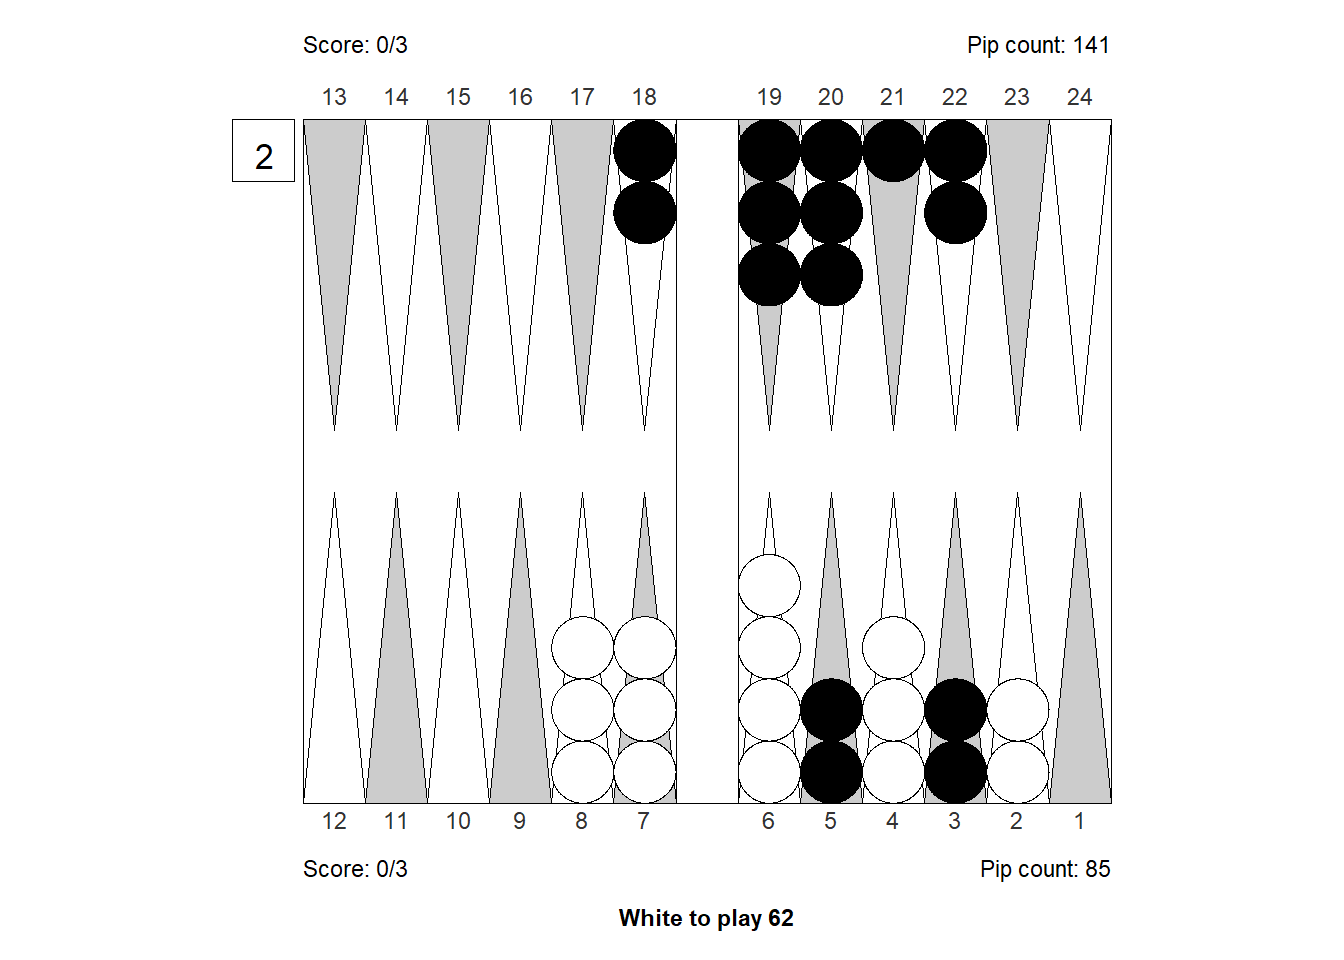 Score: 0/3 Pip count: 141
13 14 15 16 17 18 19 20 21 22 23 24
2
12 11 10 9 8 7 6 5 4 3 2 1
Score: 0/3 Pip count: 85
White to play 62